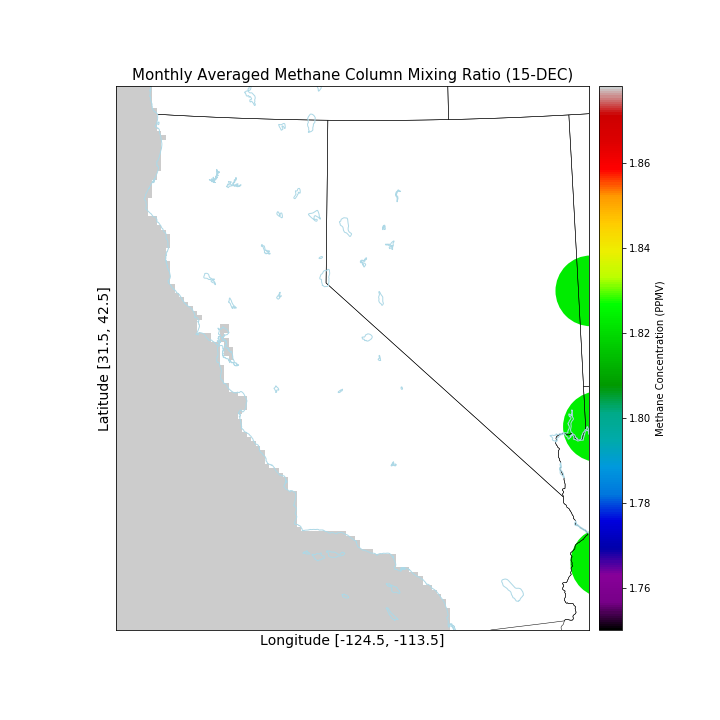 Monthly Averaged Methane Column Mixing Ratio (15-DEC)
Latitude [31.5, 42.5]
Longitude [-124.5, -113.5]
1.86
1.84
1.82
1.80
1.78
1.76
Methane Concentration (PPMV)